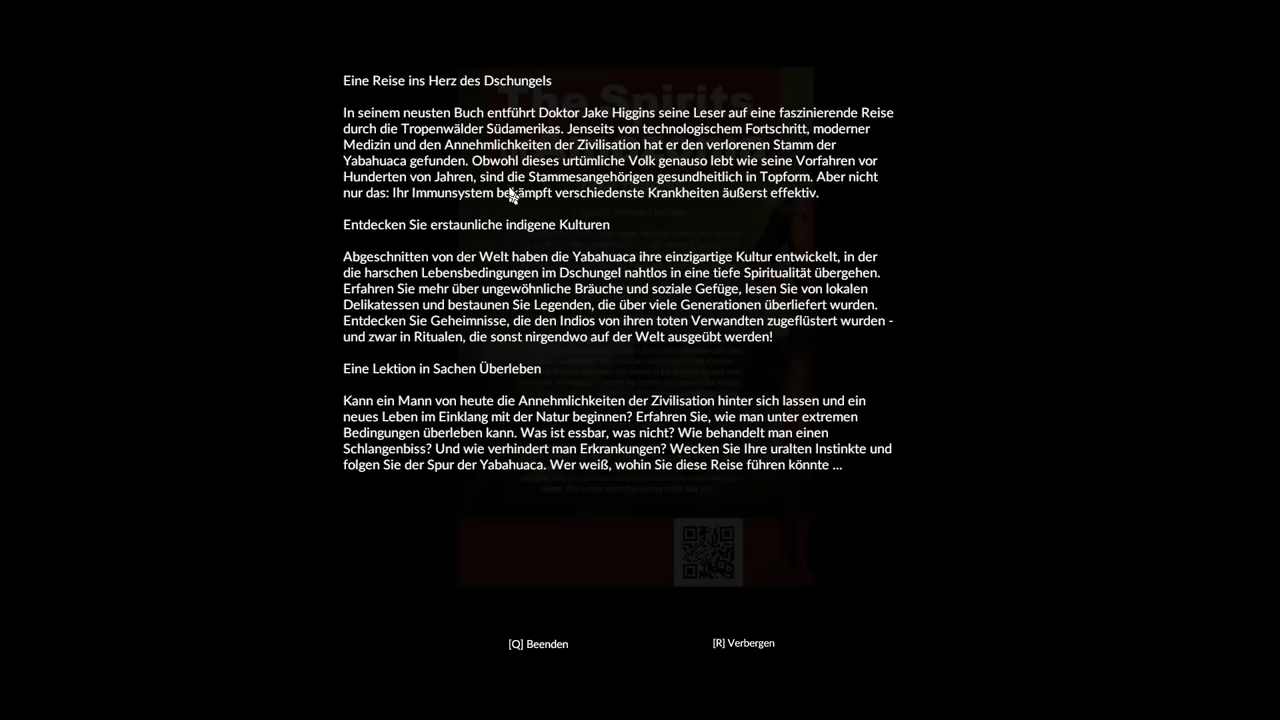 The Spirits
Eine Reise ins Herz des Dschungels
In seinem neusten Buch entführt Doktor Jake Higgins seine Leser auf eine faszinierende Reise
durch die Tropenwälder Südamerikas. Jenseits von technologischem Fortschritt, moderner
Medizin und den Annehmlichkeiten der Zivilisation hat er den verlorenen Stamm der
Yabahuaca gefunden. Obwohl dieses urtümliche Volk genauso lebt wie seine Vorfahren vor
Hunderten von Jahren, sind die Stammesangehörigen gesundheitlich in Topform. Aber nicht
nur das: Ihr Immunsystem bekämpft verschiedenste Krankheiten äußerst effektiv.
Entdecken Sie erstaunliche indigene Kulturen
Abgeschnitten von der Welt haben die Yabahuaca ihre einzigartige Kultur entwickelt, in der
die harschen Lebensbedingungen im Dschungel nahtlos in eine tiefe Spiritualität übergehen.
Erfahren Sie mehr über ungewöhnliche Bräuche und soziale Gefüge, lesen Sie von lokalen
Delikatessen und bestaunen Sie Legenden, die über viele Generationen überliefert wurden.
Entdecken Sie Geheimnisse, die den Indios von ihren toten Verwandten zugeflüstert wurden -
und zwar in Ritualen, die sonst nirgendwo auf der Welt ausgeübt werden!
Eine Lektion in Sachen Überleben
Kann ein Mann von heute die Annehmlichkeiten der Zivilisation hinter sich lassen und ein
neues Leben im Einklang mit der Natur beginnen? Erfahren Sie, wie man unter extremen
Bedingungen überleben kann. Was ist essbar, was nicht? Wie behandelt man einen
Schlangenbiss? Und wie verhindert man Erkrankungen? Wecken Sie Ihre uralten Instinkte und
folgen Sie der Spur der Yabahuaca. Wer weiß, wohin Sie diese Reise führen könnte ...
[Q] Beenden
[R] Verbergen